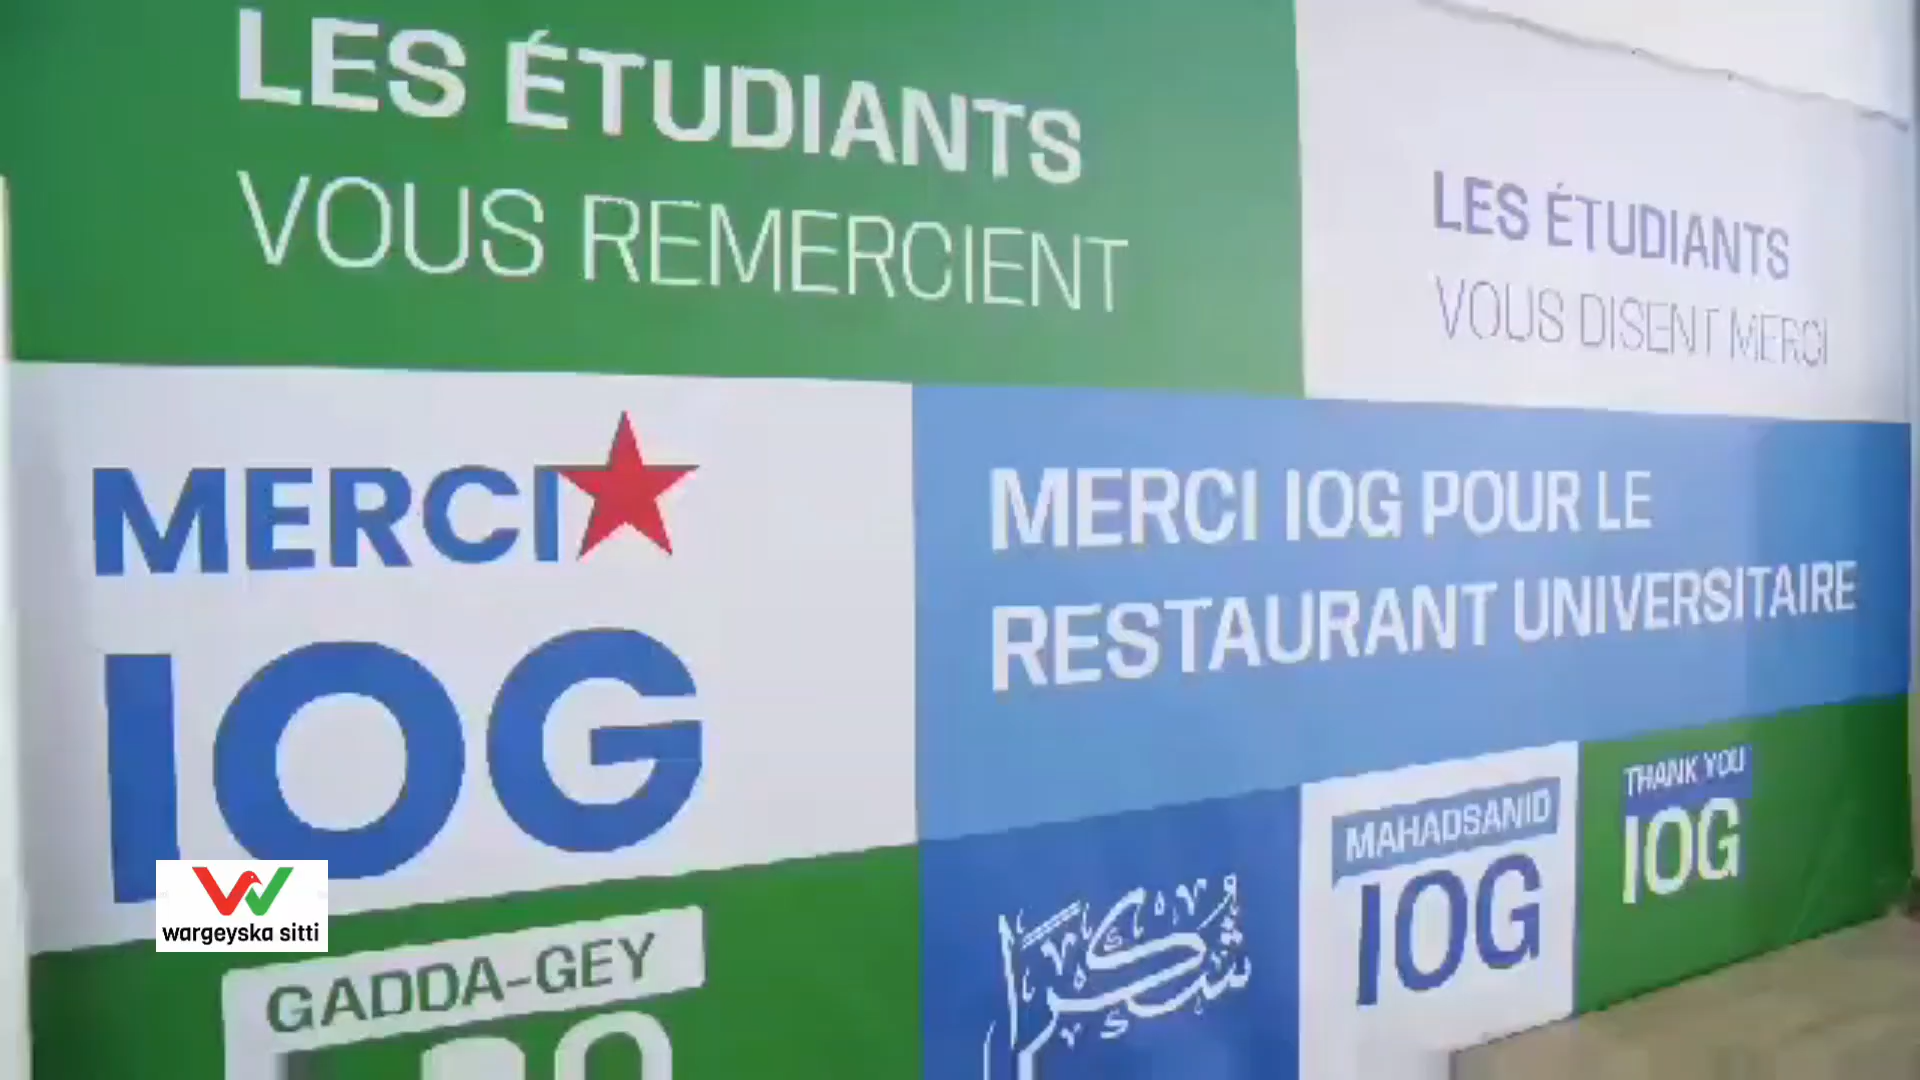 LES ÉTUDIANTS
VOUS REMERCIENT
LES ÉTUDIANTS
VOUS DISENT MERCI
MERCI
IOG
MERCI IOG POUR LE
RESTAURANT UNIVERSITAIRE
GADDA-GEY
شكرا
MAHADSANID
IOG
THANK YOU
IOG
wargeyska sitti